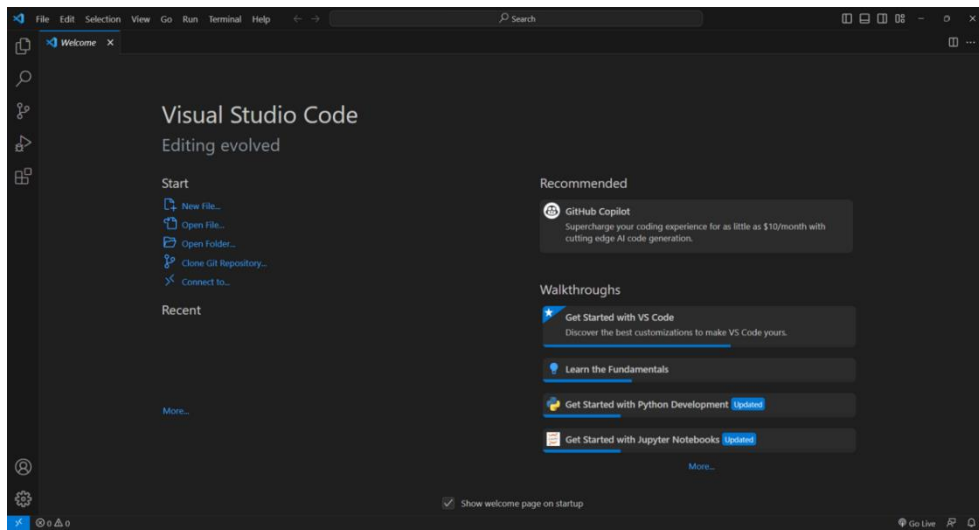 File Edit Selection View Go Run Terminal Help
Search
Welcome
Visual Studio Code
Editing evolved
Start
New File...
Open File...
Open Folder...
Clone Git Repository...
Connect to...
Recent
More...
Recommended
GitHub Copilot
Supercharge your coding experience for as little as $10/month with
cutting edge AI code generation.
Walkthroughs
Get Started with VS Code
Discover the best customizations to make VS Code yours.
Learn the Fundamentals
Get Started with Python Development Updated
Get Started with Jupyter Notebooks Updated
More...
Show welcome page on startup
0 0
Go Live